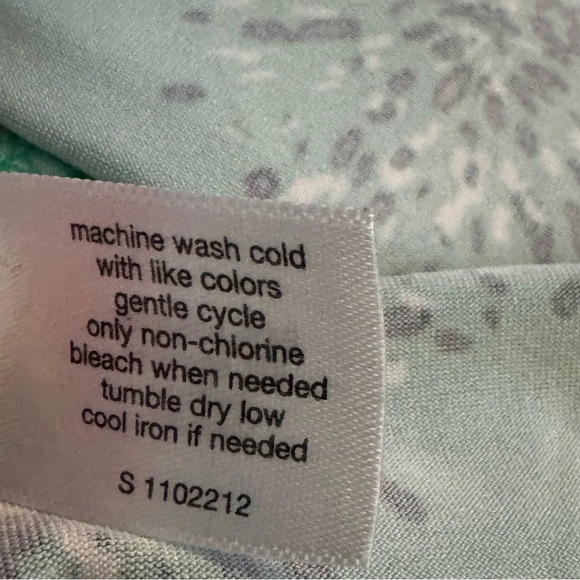 machine wash cold
with like colors
gentle cycle
only non-chlorine
bleach when needed
tumble dry low
cool iron if needed
S 1102212